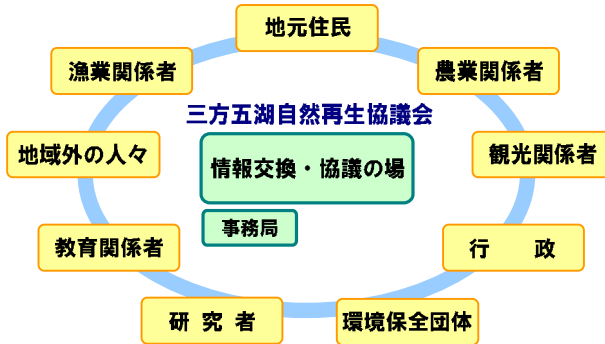 地元住民
漁業関係者
農業関係者
三方五湖自然再生協議会
地域外の人々
情報交換・協議の場
観光関係者
事務局
教育関係者
行　　政
研 究 者
環境保全団体